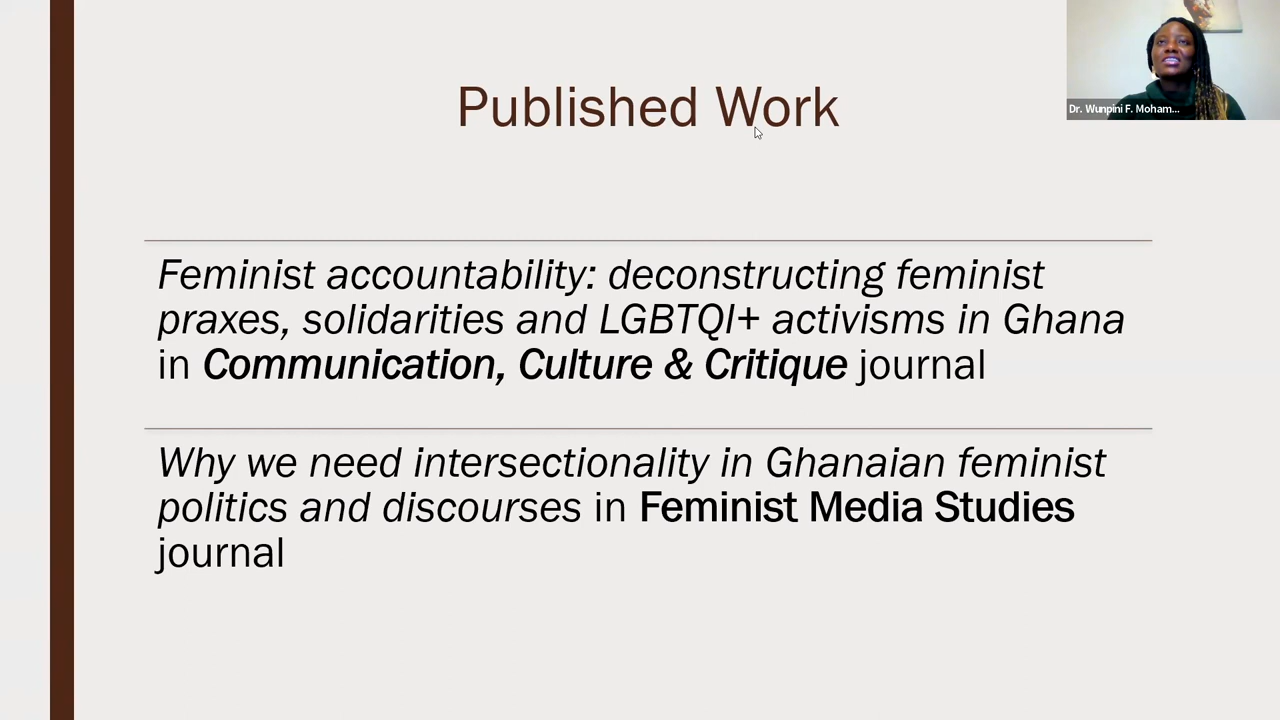 Published Work
Dr. Wunpini F. Moham...
Feminist accountability: deconstructing feminist
praxes, solidarities and LGBTQI+ activisms in Ghana
in Communication, Culture & Critique journal
Why we need intersectionality in Ghanaian feminist
politics and discourses in Feminist Media Studies
journal